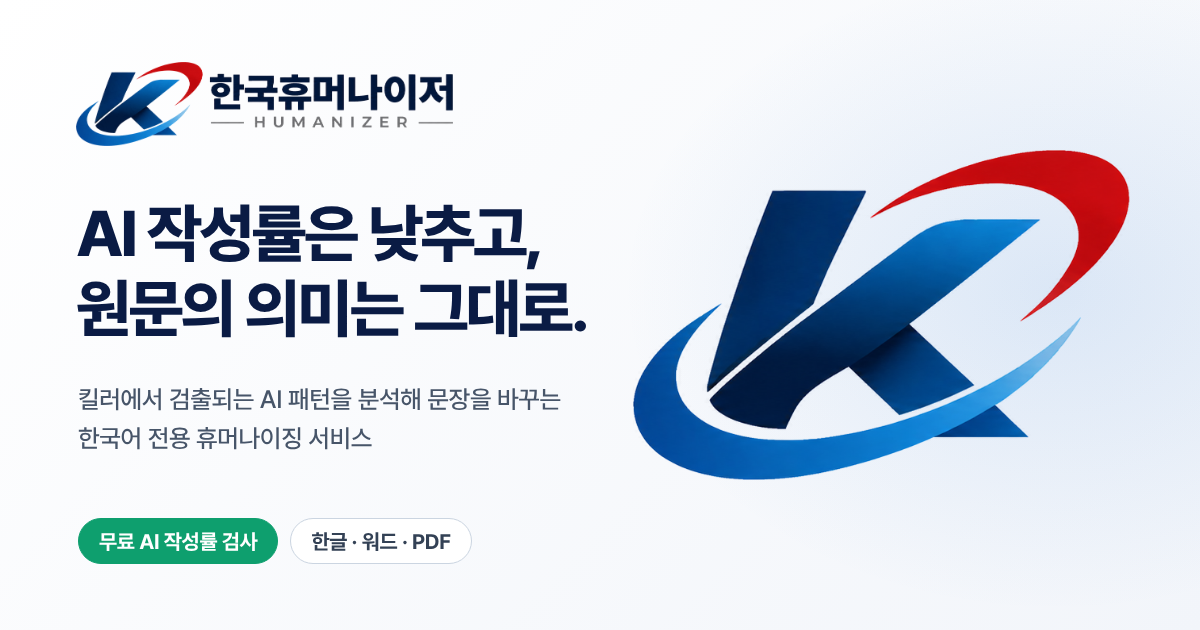 한국휴머나이저
HUMANIZER
AI 작성률은 낮추고,
원문의 의미는 그대로.
킬러에서 검출되는 AI 패턴을 분석해 문장을 바꾸는
한국어 전용 휴머나이징 서비스
무료 AI 작성률 검사
한글 · 워드 · PDF